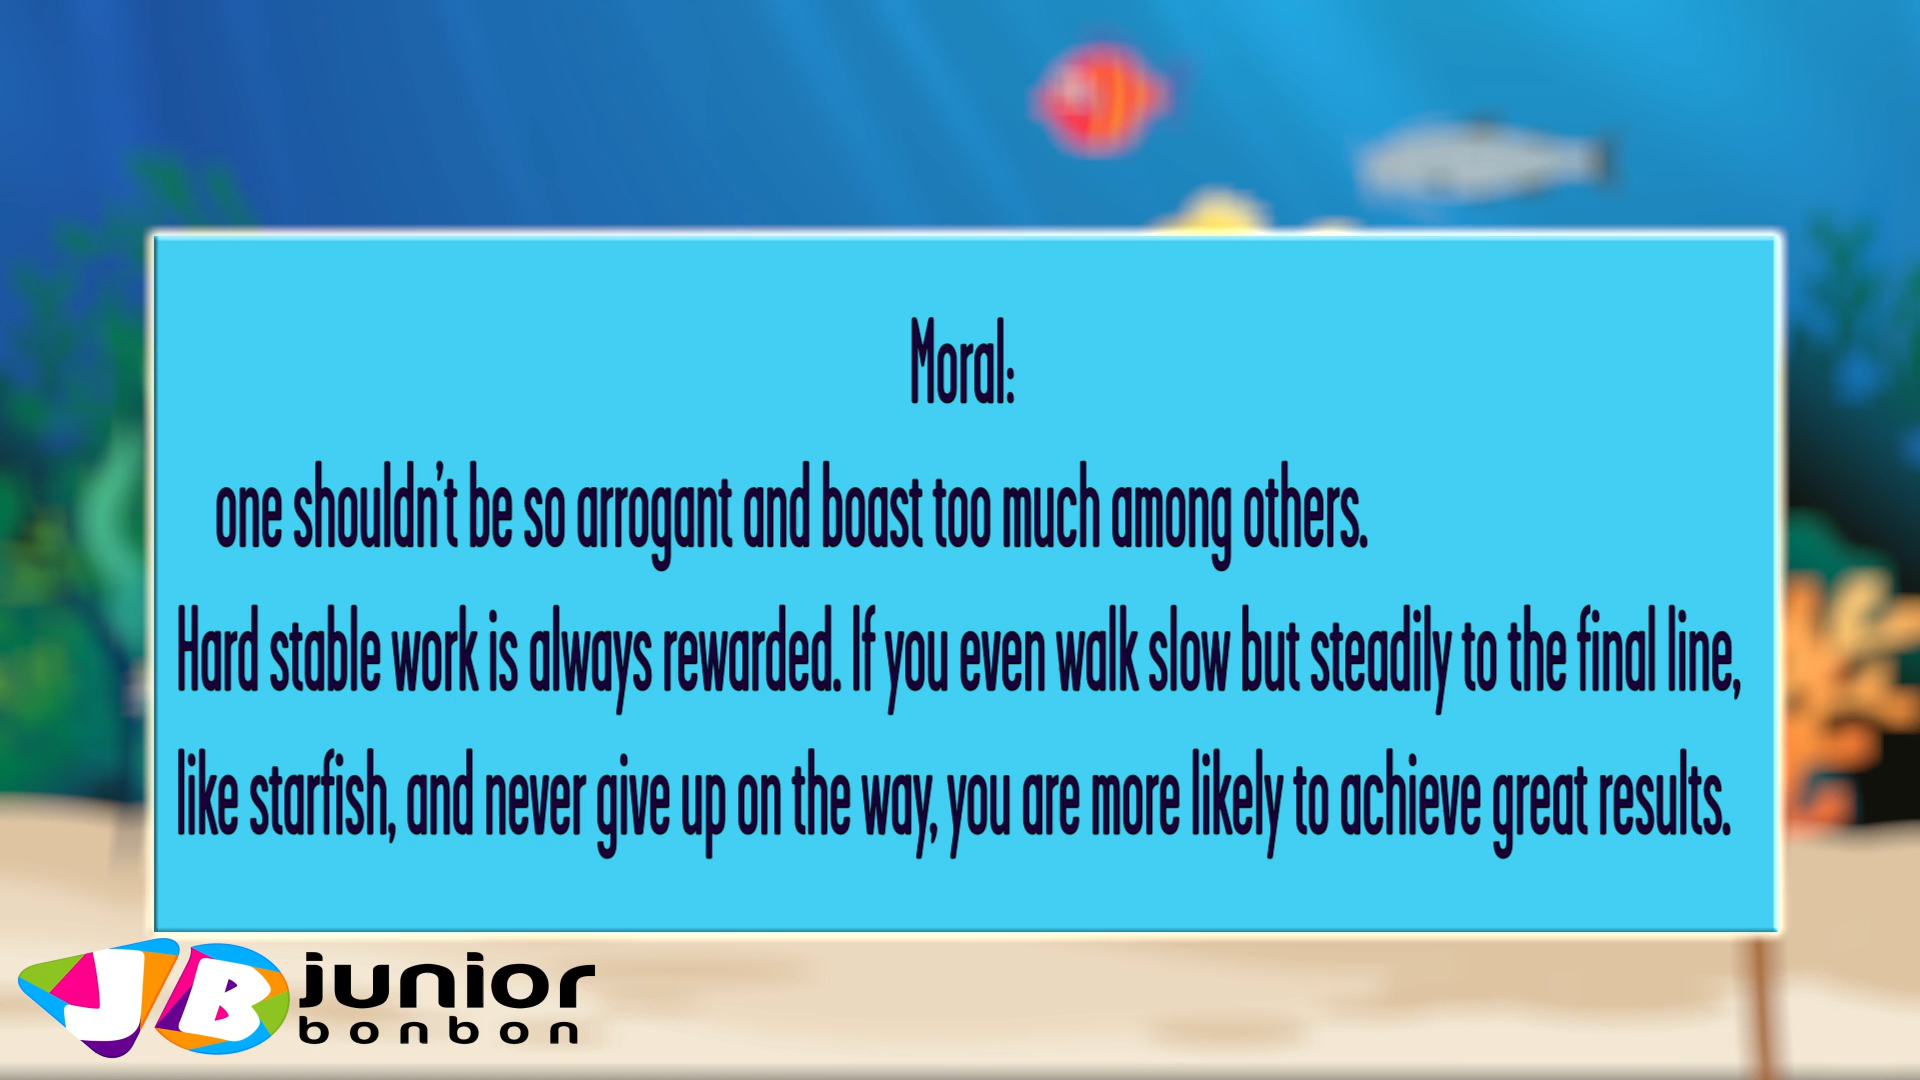 Moral:
one shouldn't be so arrogant and boast too much among others.
Hard stable work is always rewarded. If you even walk slow but steadily to the final line,
like starfish, and never give up on the way, you are more likely to achieve great results.
JB junior
bonbon